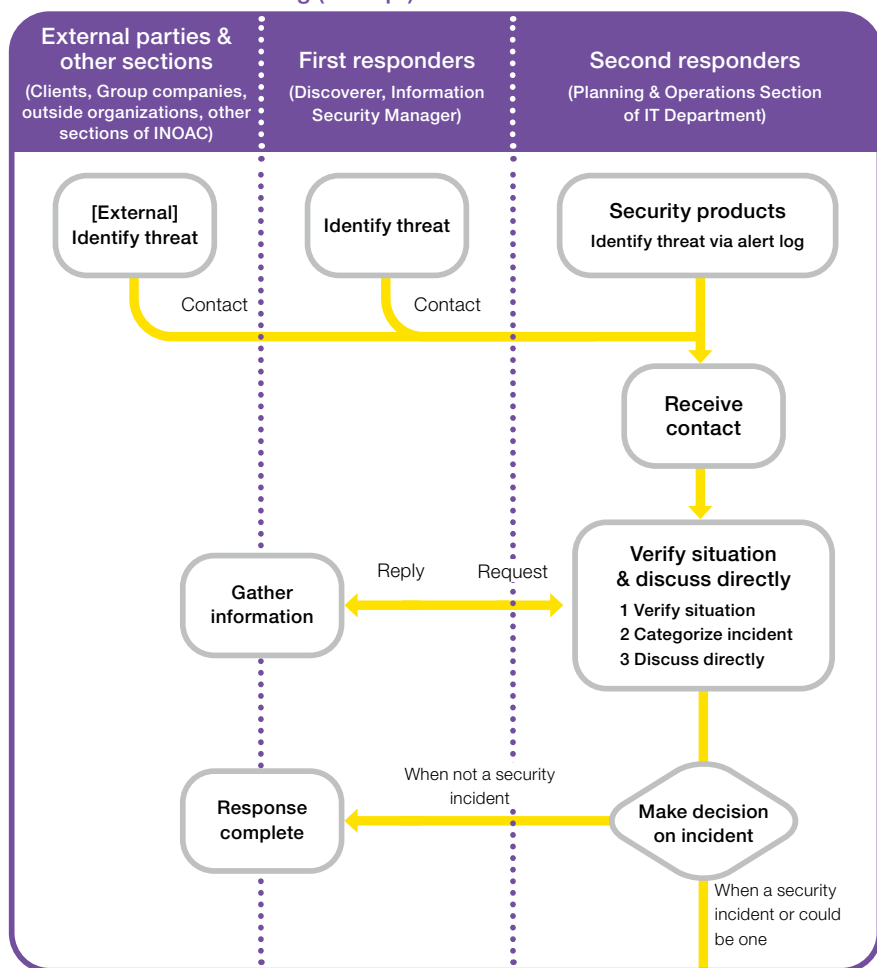 External parties &
other sections
(Clients, Group companies,
outside organizations, other
sections of INOAC)
First responders
(Discoverer, Information
Security Manager)
Second responders
(Planning & Operations Section
of IT Department)
[External]
Identify threat
Identify threat
Security products
Identify threat via alert log
Contact
Contact
Receive
contact
Verify situation
& discuss directly
1 Verify situation
2 Categorize incident
3 Discuss directly
Reply
Request
Gather
information
When not a security
incident
Response
complete
Make decision
on incident
When a security
incident or could
be one